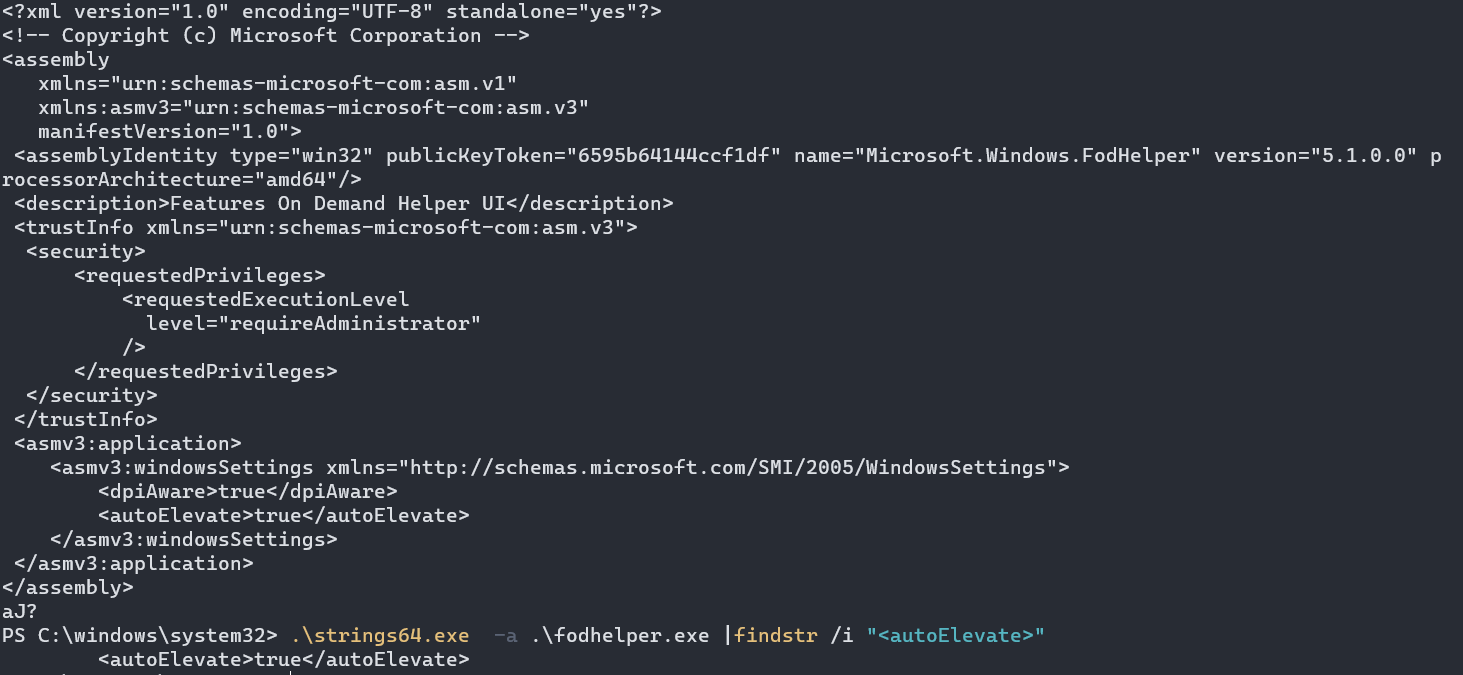 <?xml version="1.0" encoding="UTF-8" standalone="yes"?>
<!-- Copyright (c) Microsoft Corporation -->
<assembly
   xmlns="urn:schemas-microsoft-com:asm.v1"
   xmlns:asmv3="urn:schemas-microsoft-com:asm.v3"
   manifestVersion="1.0">
 <assemblyIdentity type="win32" publicKeyToken="6595b64144ccf1df" name="Microsoft.Windows.FodHelper" version="5.1.0.0" p
rocessorArchitecture="amd64"/>
 <description>Features On Demand Helper UI</description>
 <trustInfo xmlns="urn:schemas-microsoft-com:asm.v3">
  <security>
      <requestedPrivileges>
          <requestedExecutionLevel
            level="requireAdministrator"
          />
      </requestedPrivileges>
  </security>
 </trustInfo>
 <asmv3:application>
    <asmv3:windowsSettings xmlns="http://schemas.microsoft.com/SMI/2005/WindowsSettings">
        <dpiAware>true</dpiAware>
        <autoElevate>true</autoElevate>
    </asmv3:windowsSettings>
 </asmv3:application>
</assembly>
aJ?
PS C:\windows\system32> .\strings64.exe  -a .\fodhelper.exe |findstr /i "<autoElevate>"
        <autoElevate>true</autoElevate>